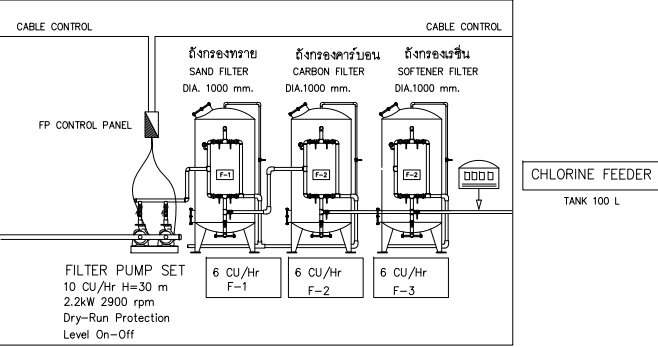 CABLE CONTROL
CABLE CONTROL
ถังกรองทราย
SAND FILTER
DIA. 1000 mm.
ถังกรองคาร์บอน
CARBON FILTER
DIA.1000 mm.
ถังกรองเรซิ่น
SOFTENER FILTER
DIA.1000 mm.
FP CONTROL PANEL
F-1
F-2
F-2
CHLORINE FEEDER
TANK 100 L
FILTER PUMP SET
10 CU/Hr H=30 m
2.2kW 2900 rpm
Dry-Run Protection
Level On-Off
6 CU/Hr
F-1
6 CU/Hr
F-2
6 CU/Hr
F-3